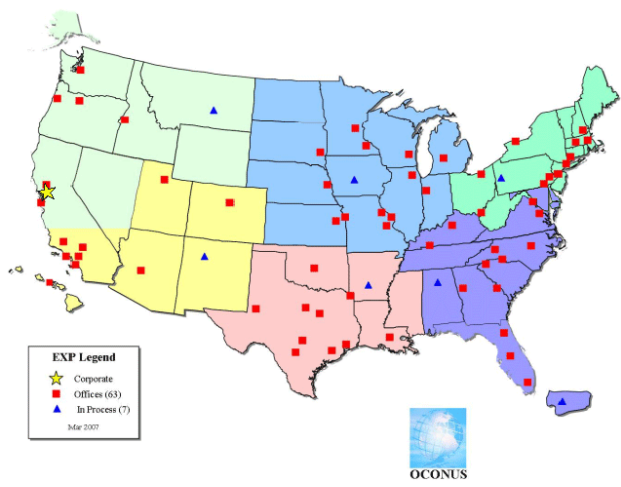 EXP Legend
Corporate
Offices (63)
In Process (7)
Mar 2007
OCONUS